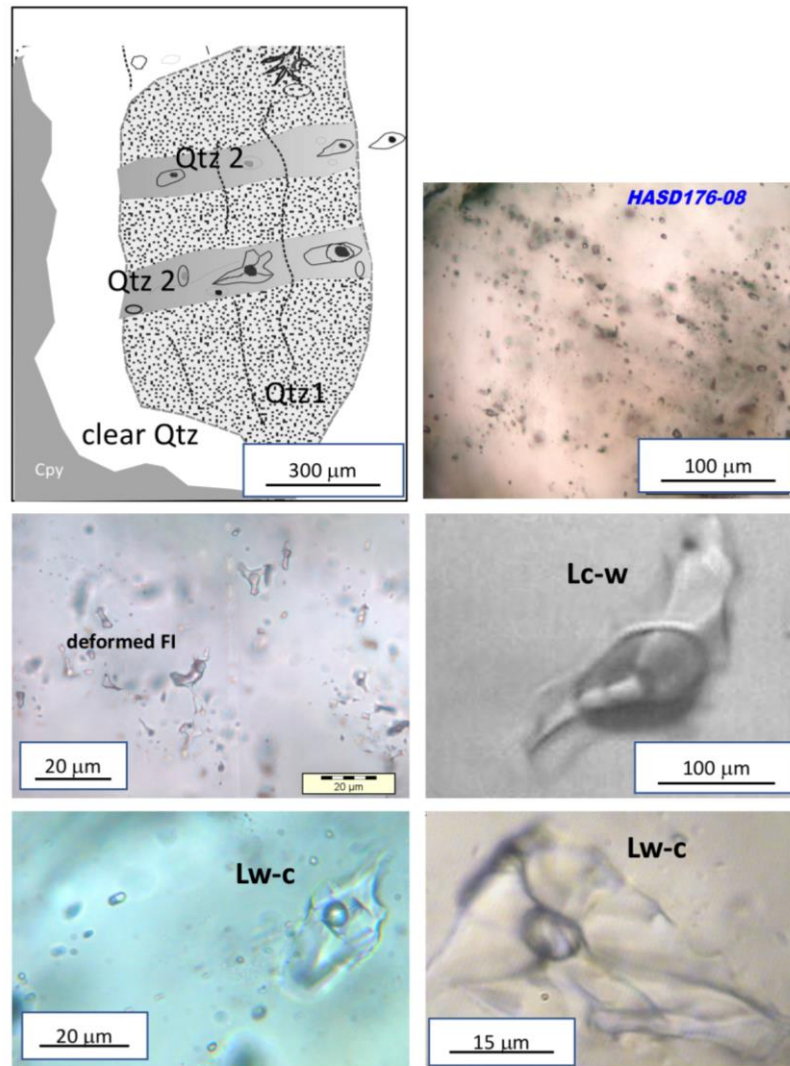 Qtz 2
Qtz 2
Qtz1
clear Qtz
Cpy
300 μm
HASD176-08
100 μm
deformed FI
20 μm
20 μm
Lc-w
100 μm
Lw-c
20 μm
Lw-c
15 μm